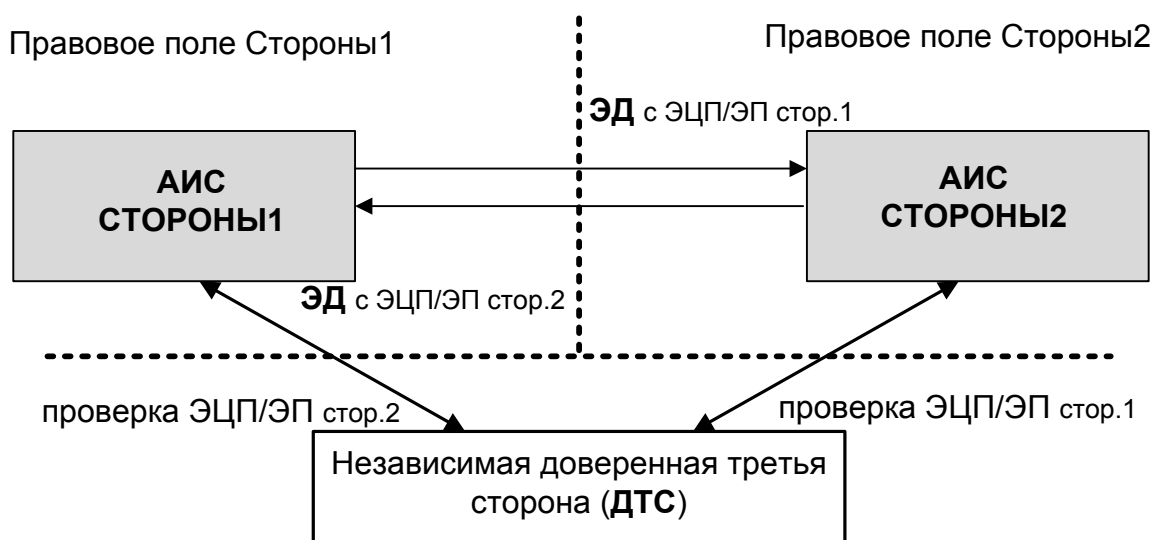 Правовое поле Стороны1
Правовое поле Стороны2
ЭД с ЭЦП/ЭП стор.1
АИС
СТОРОНЫ1
АИС
СТОРОНЫ2
ЭД с ЭЦП/ЭП стор.2
проверка ЭЦП/ЭП стор.2
проверка ЭЦП/ЭП стор.1
Независимая доверенная третья
сторона (ДТС)